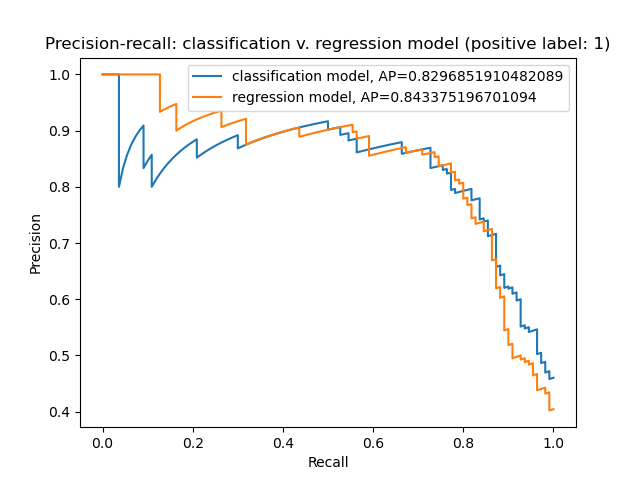 Precision-recall: classification v. regression model (positive label: 1)
classification model, AP=0.8296851910482089
regression model, AP=0.843375196701094
1.0
0.9
0.8
0.7
0.6
0.5
0.4
Precision
0.0 0.2 0.4 0.6 0.8 1.0
Recall